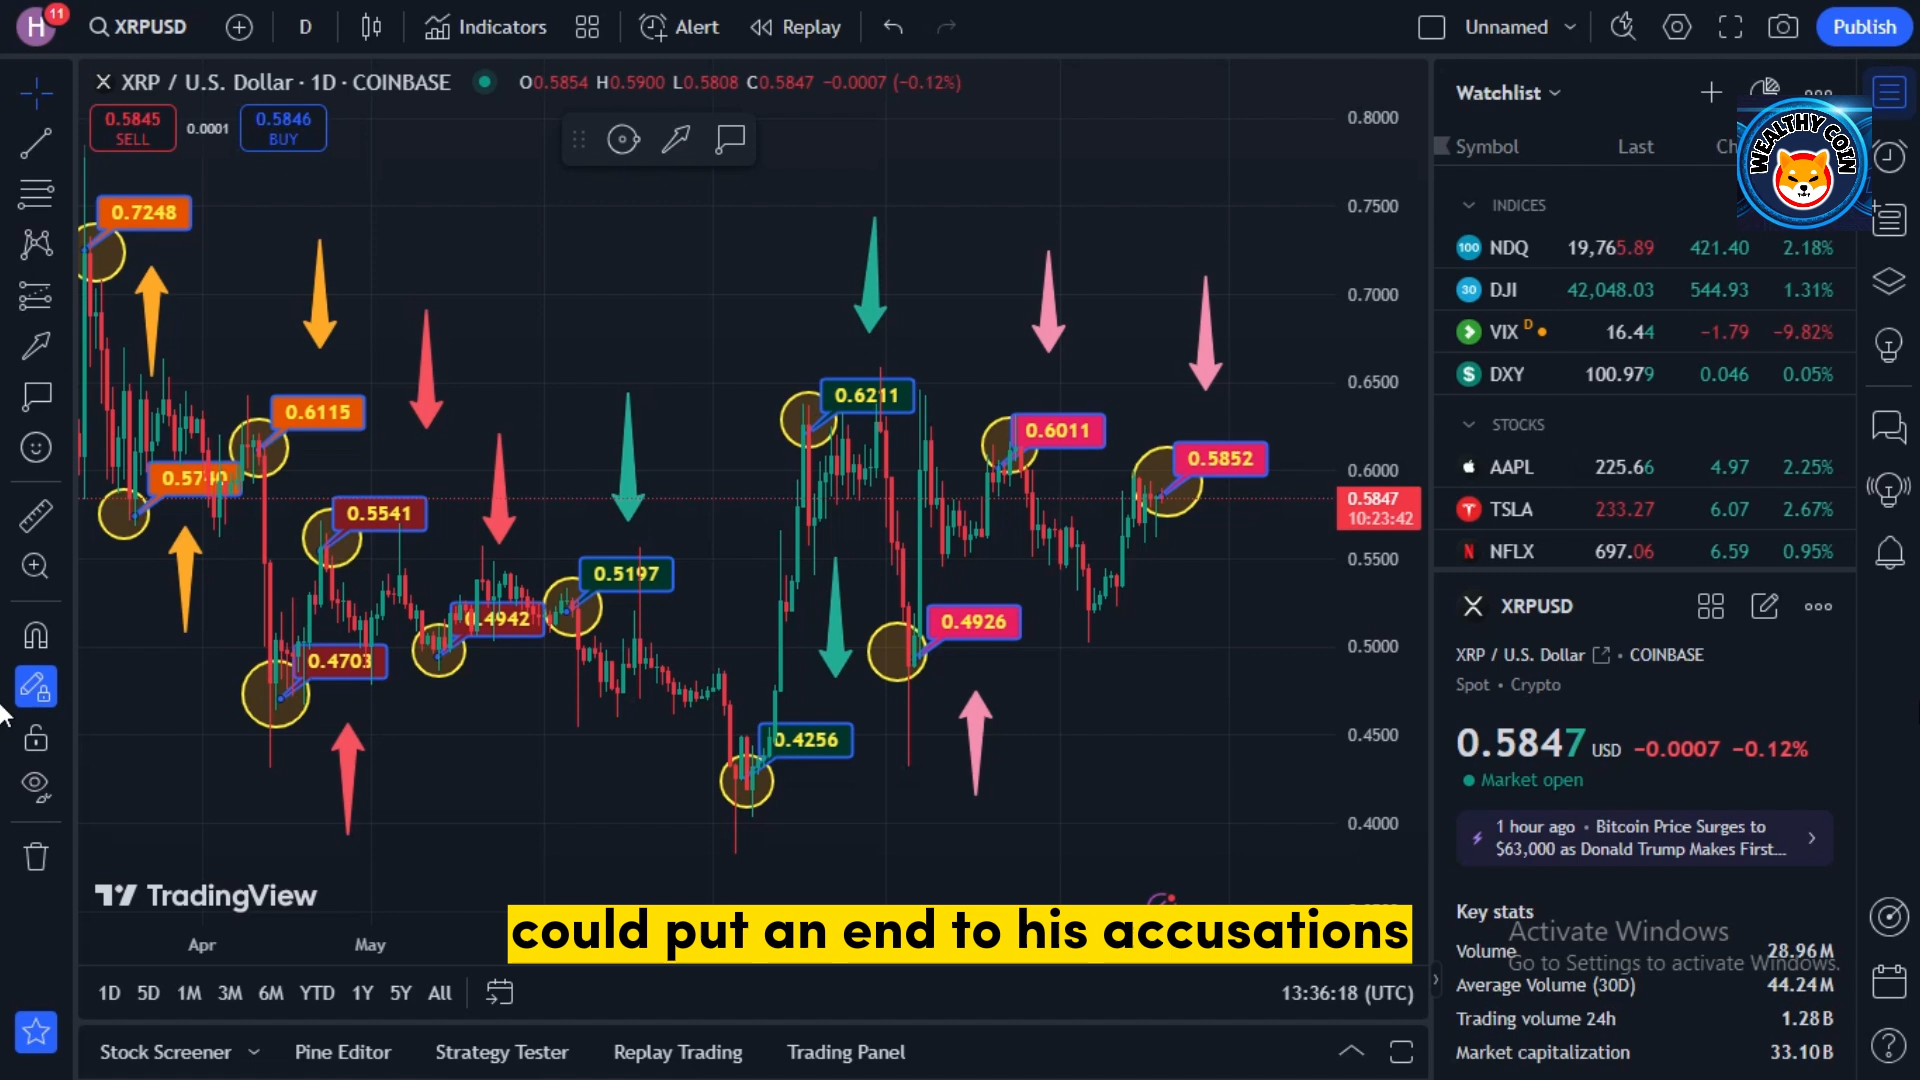 H 11 XRPUSD D Indicators Alert Replay Unnamed Publish
X XRP / U.S. Dollar · 1D · COINBASE O0.5854 H0.5900 L0.5808 C0.5847 −0.0007 (−0.12%)
0.5845 SELL 0.0001 0.5846 BUY
0.8000
0.7500
0.7000
0.6500
0.6000
0.5847
10:23:42
0.5500
0.5000
0.4500
0.4000
0.7248
0.6115
0.5541
0.4703
0.4942
0.5197
0.6211
0.4256
0.6011
0.4926
0.5852
TradingView
Apr May
could put an end to his accusations
1D 5D 1M 3M 6M YTD 1Y 5Y All 13:36:18 (UTC)
Stock Screener Pine Editor Strategy Tester Replay Trading Trading Panel
Watchlist
WEALTHY COIN
Symbol Last
INDICES
100 NDQ 19,765.89 421.40 2.18%
30 DJI 42,048.03 544.93 1.31%
VIX D 16.44 −1.79 −9.82%
$ DXY 100.979 0.046 0.05%
STOCKS
AAPL 225.66 4.97 2.25%
TSLA 233.27 6.07 2.67%
N NFLX 697.06 6.59 0.95%
XRPUSD
XRP / U.S. Dollar • COINBASE
Spot • Crypto
0.5847 USD −0.0007 −0.12%
Market open
1 hour ago • Bitcoin Price Surges to
$63,000 as Donald Trump Makes First...
Key stats
Activate Windows
Volume 28.96M
Go to Settings to activate Windows.
Average Volume (30D) 44.24M
Trading volume 24h 1.28B
Market capitalization 33.10B